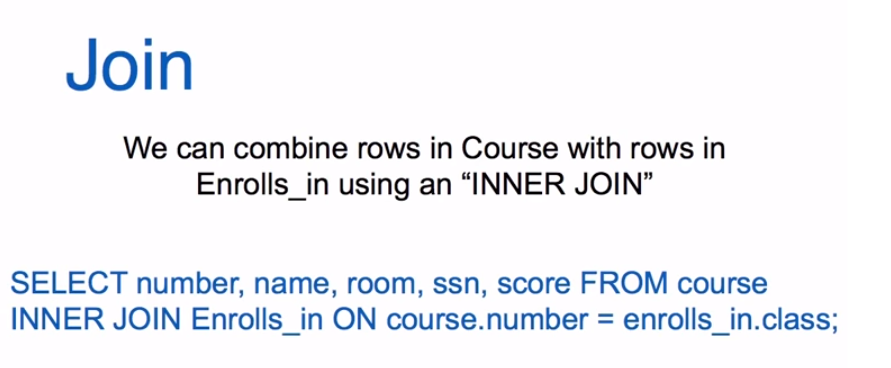 Join
We can combine rows in Course with rows in
Enrolls_in using an “INNER JOIN”
SELECT number, name, room, ssn, score FROM course
INNER JOIN Enrolls_in ON course.number = enrolls_in.class;